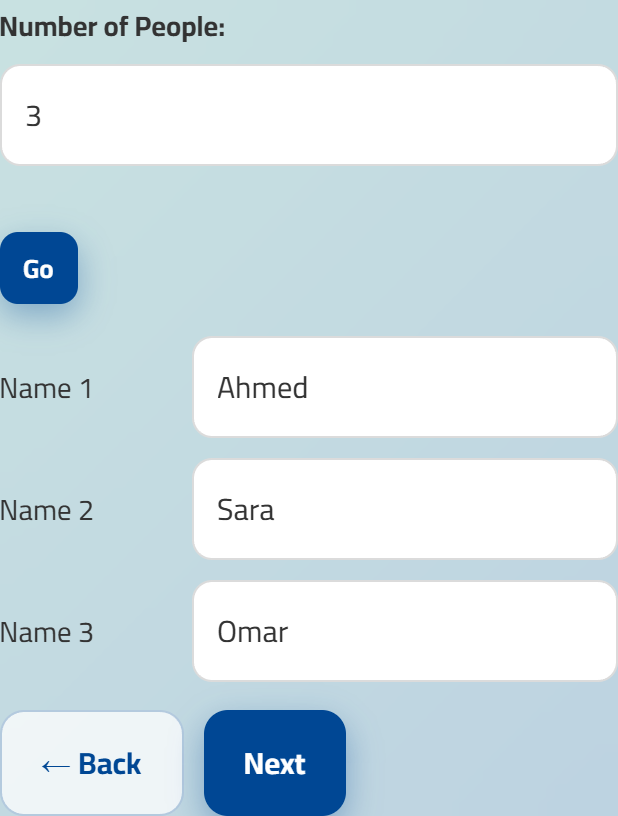 Number of People:
3
Go
Name 1
Ahmed
Name 2
Sara
Name 3
Omar
← Back
Next